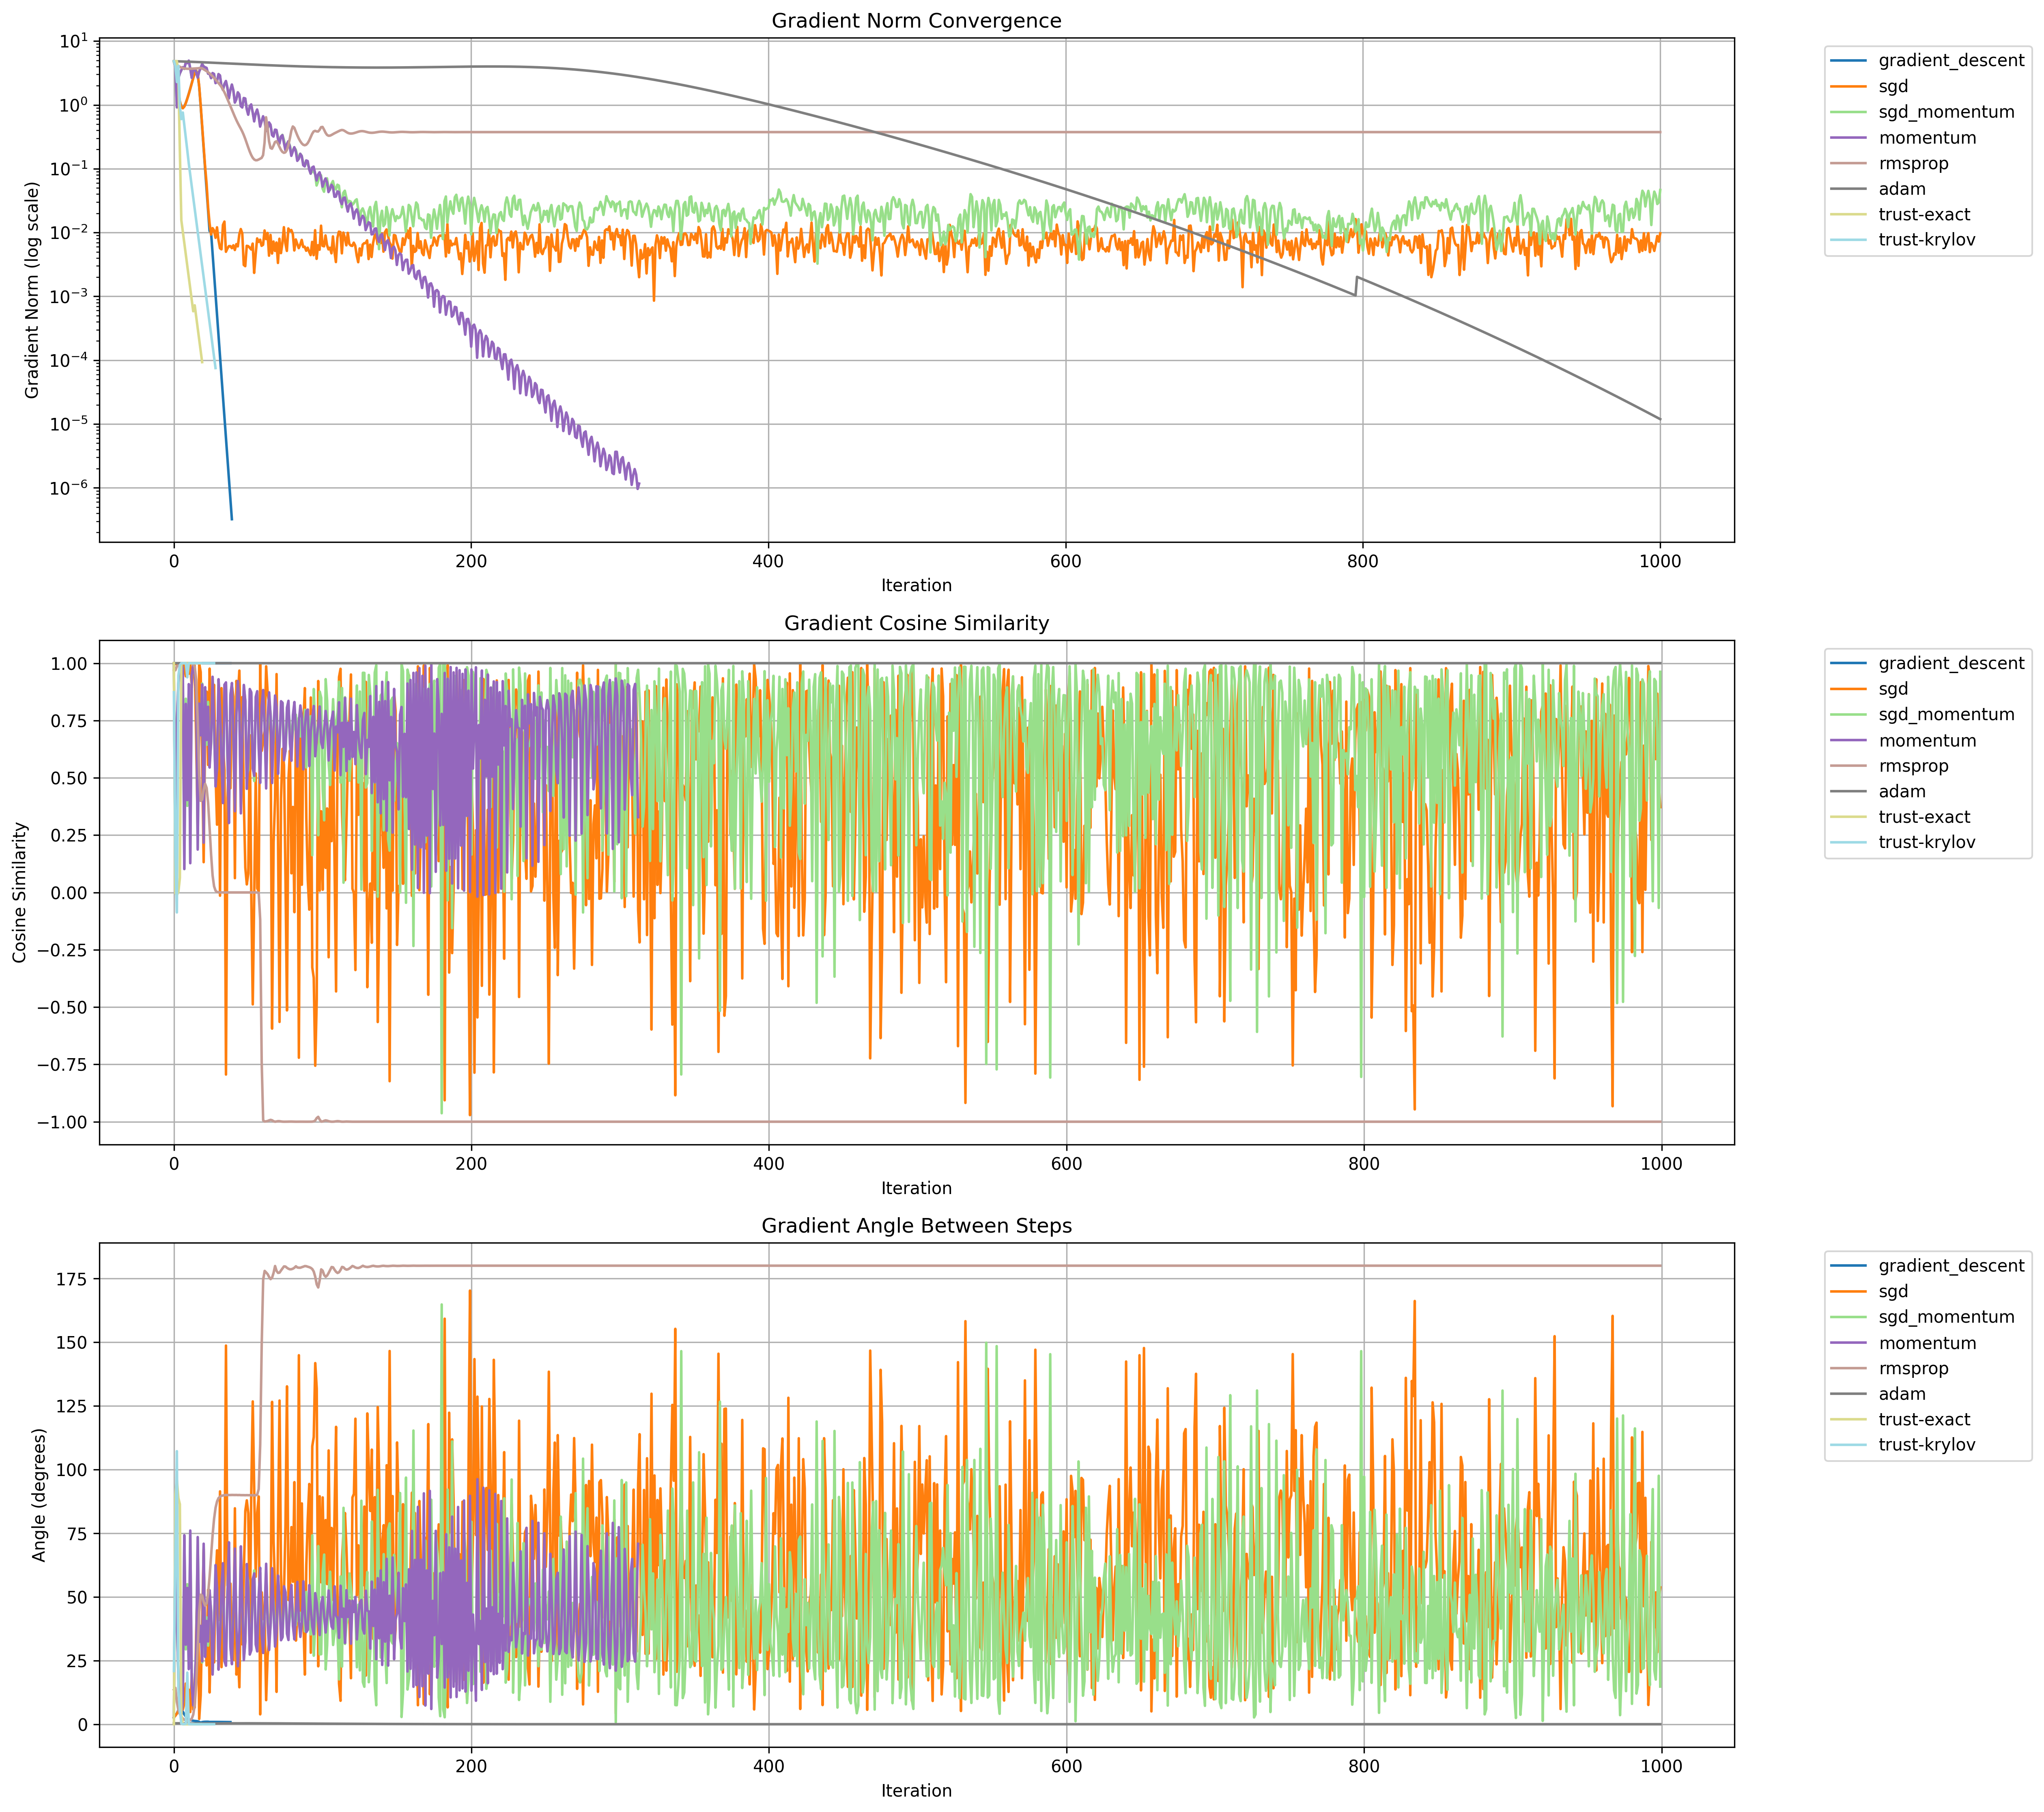 Gradient Norm Convergence
Gradient Norm (log scale)
10¹
10⁰
10⁻¹
10⁻²
10⁻³
10⁻⁴
10⁻⁵
10⁻⁶
0 200 400 600 800 1000
Iteration
gradient_descent
sgd
sgd_momentum
momentum
rmsprop
adam
trust-exact
trust-krylov
Gradient Cosine Similarity
Cosine Similarity
1.00
0.75
0.50
0.25
0.00
−0.25
−0.50
−0.75
−1.00
0 200 400 600 800 1000
Iteration
gradient_descent
sgd
sgd_momentum
momentum
rmsprop
adam
trust-exact
trust-krylov
Gradient Angle Between Steps
Angle (degrees)
175
150
125
100
75
50
25
0
0 200 400 600 800 1000
Iteration
gradient_descent
sgd
sgd_momentum
momentum
rmsprop
adam
trust-exact
trust-krylov